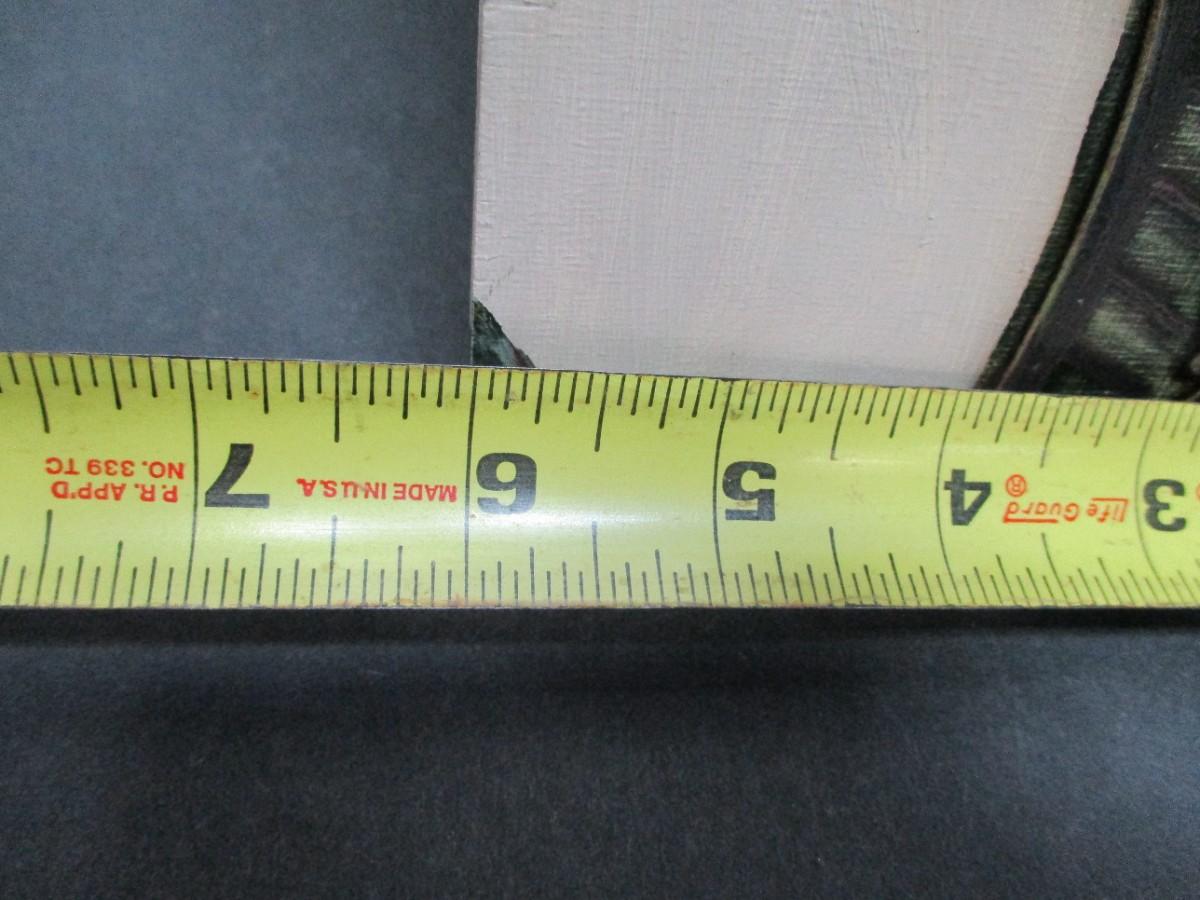 3
Life Guard ®
4
5
6
MADE IN U.S.A.
7
P.R. APP'D
NO. 339 TC